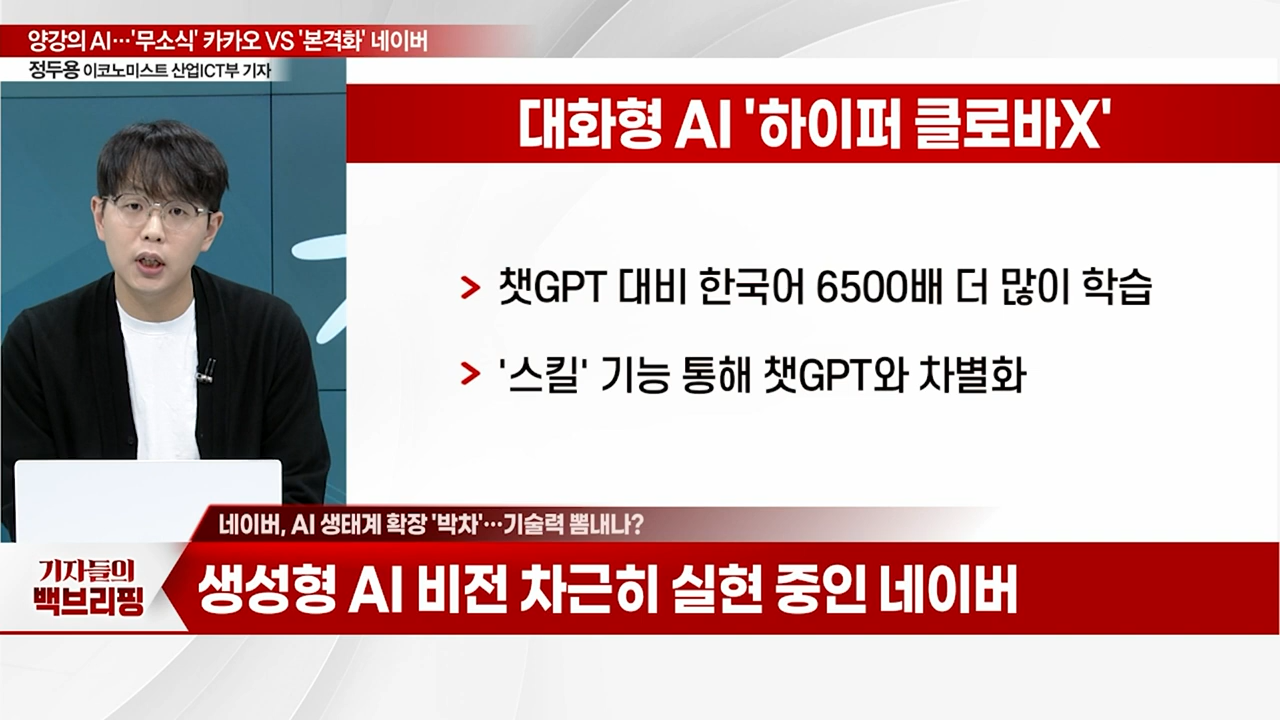 양강의 AI…'무소식' 카카오 VS '본격화' 네이버
정두용 이코노미스트 산업ICT부 기자
대화형 AI '하이퍼 클로바X'
> 챗GPT 대비 한국어 6500배 더 많이 학습
> '스킬' 기능 통해 챗GPT와 차별화
네이버, AI 생태계 확장 '박차'…기술력 뽐내나?
기자들의
백브리핑
생성형 AI 비전 차근히 실현 중인 네이버